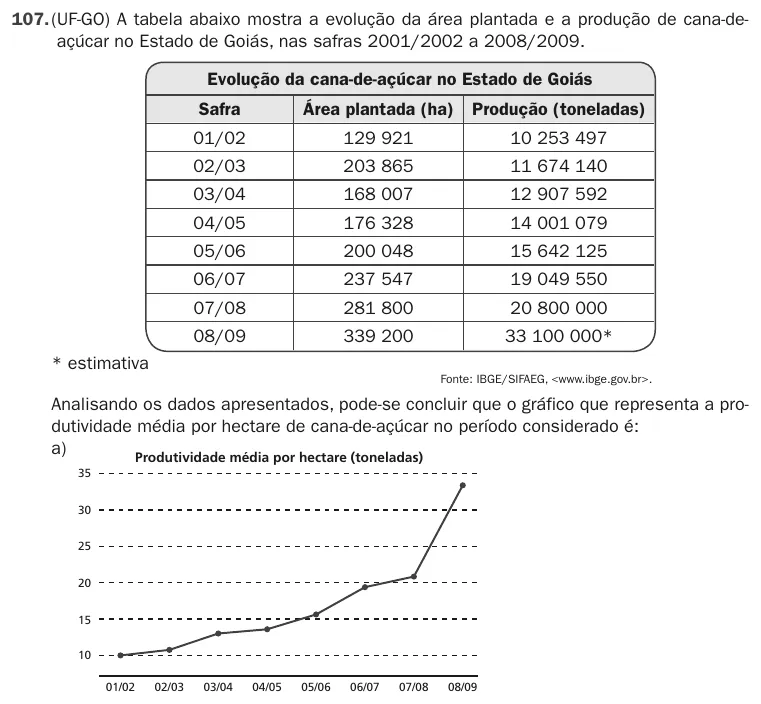 107. (UF-GO) A tabela abaixo mostra a evolução da área plantada e a produção de cana-de-
açúcar no Estado de Goiás, nas safras 2001/2002 a 2008/2009.
Evolução da cana-de-açúcar no Estado de Goiás
Safra Área plantada (ha) Produção (toneladas)
01/02 129 921 10 253 497
02/03 203 865 11 674 140
03/04 168 007 12 907 592
04/05 176 328 14 001 079
05/06 200 048 15 642 125
06/07 237 547 19 049 550
07/08 281 800 20 800 000
08/09 339 200 33 100 000*
* estimativa
Fonte: IBGE/SIFAEG, <www.ibge.gov.br>.
Analisando os dados apresentados, pode-se concluir que o gráfico que representa a pro-
dutividade média por hectare de cana-de-açúcar no período considerado é:
a)
Produtividade média por hectare (toneladas)
35
30
25
20
15
10
01/02 02/03 03/04 04/05 05/06 06/07 07/08 08/09